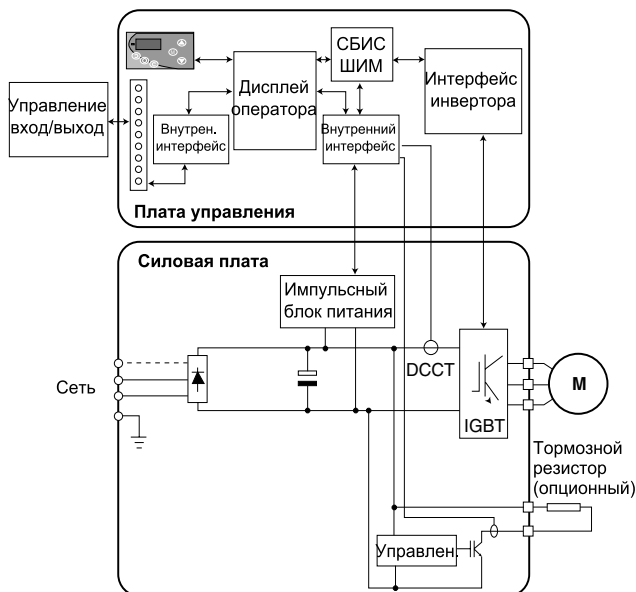 СБИС
ШИМ
Дисплей
оператора
Интерфейс
инвертора
Управление
вход/выход
Внутрен.
интерфейс
Внутренний
интерфейс
Плата управления
Силовая плата
Импульсный
блок питания
DCCT
Сеть
IGBT
М
Тормозной
резистор
(опционный)
Управлен.